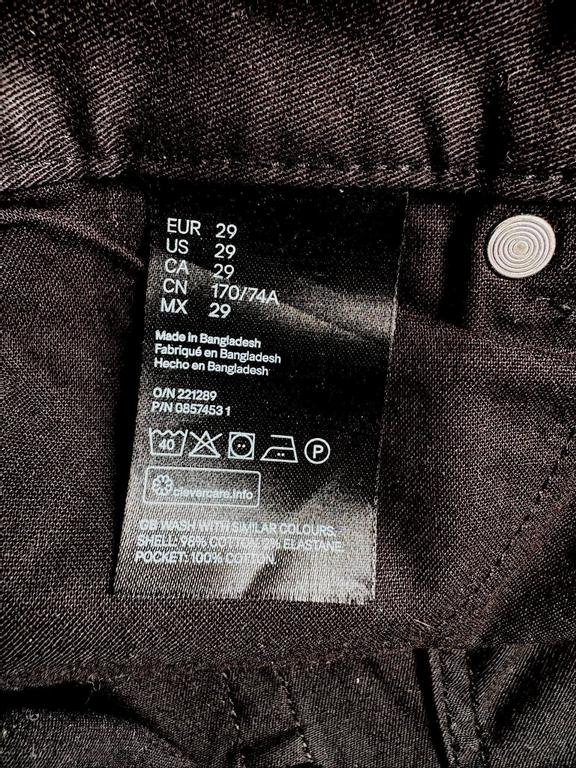 EUR 29
US 29
CA 29
CN 170/74A
MX 29
Made in Bangladesh
Fabriqué en Bangladesh
Hecho en Bangladesh
O/N 221289
P/N 0857453 1
40 P
clevercare.info
GB WASH WITH SIMILAR COLOURS.
SHELL: 98% COTTON, ELASTANE.
POCKET: 100% COTTON